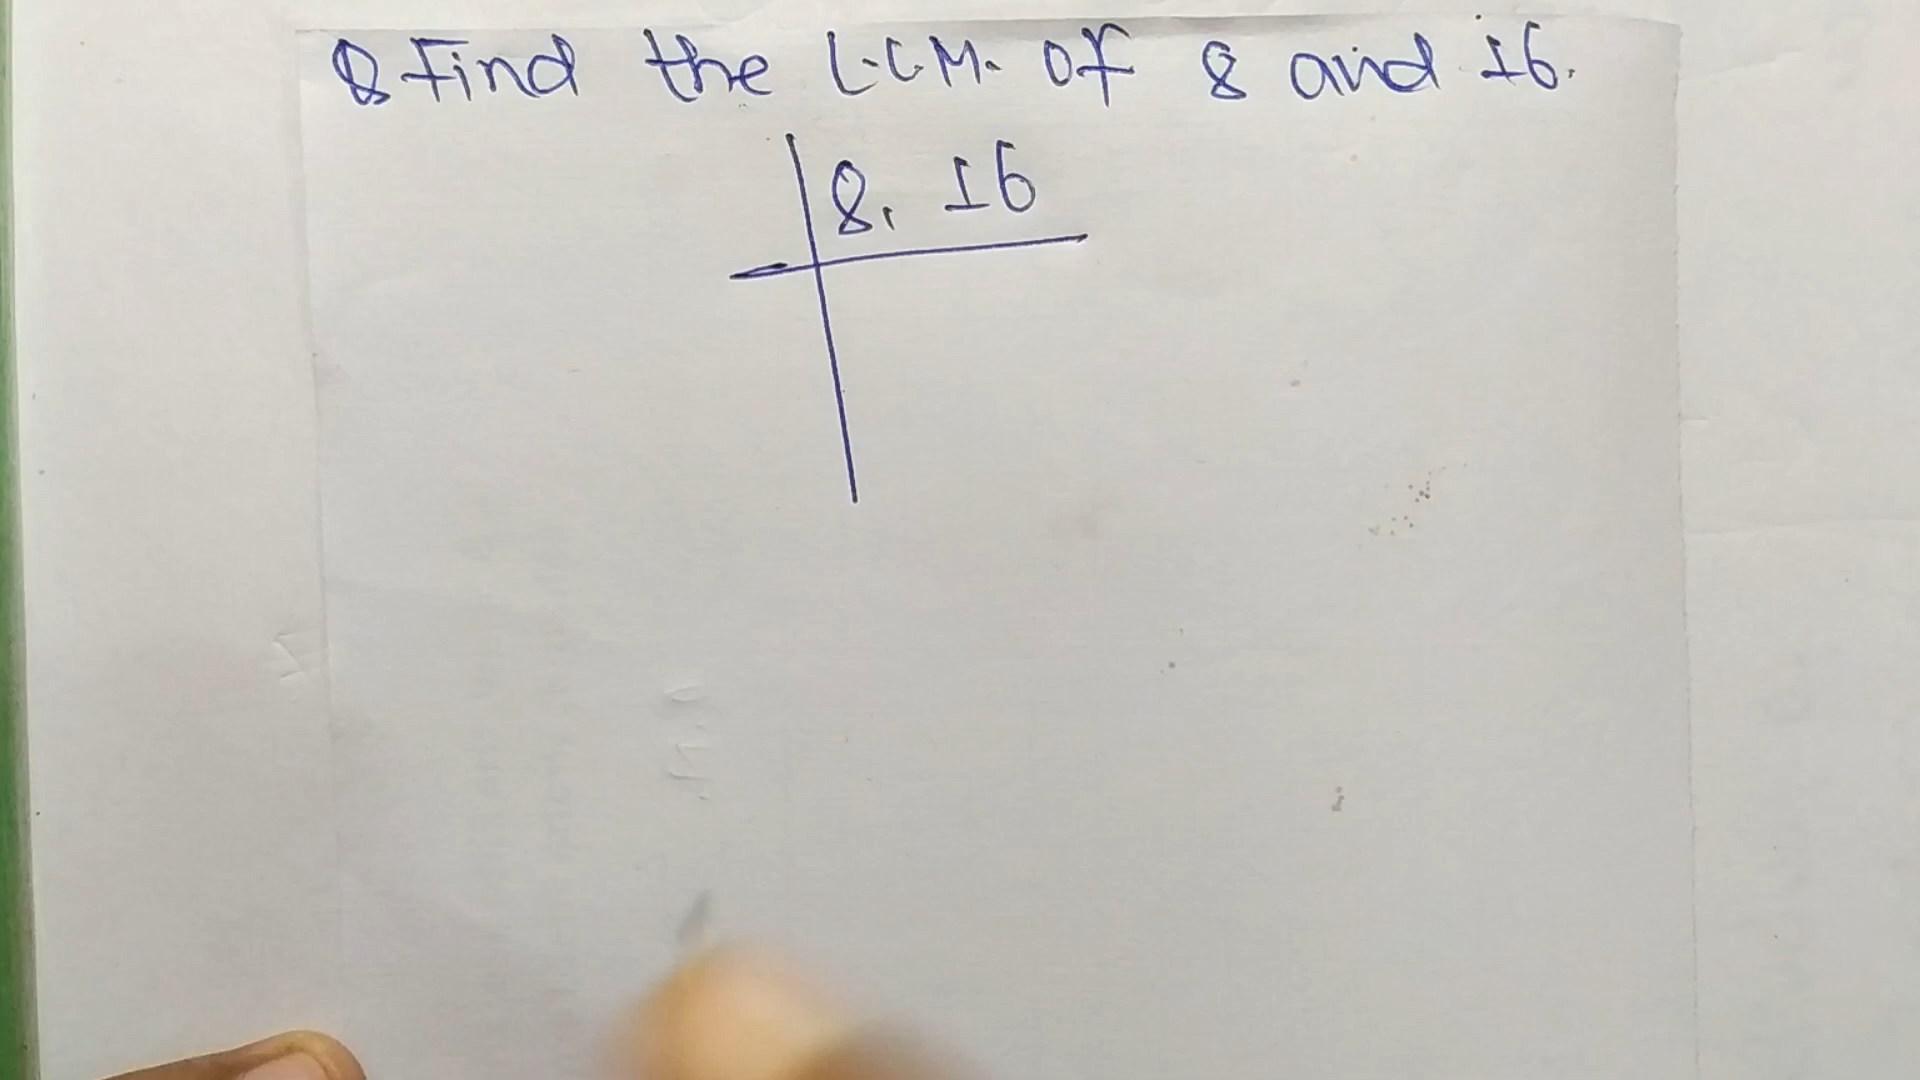 Q Find the L.C.M. of 8 and 16.
8, 16